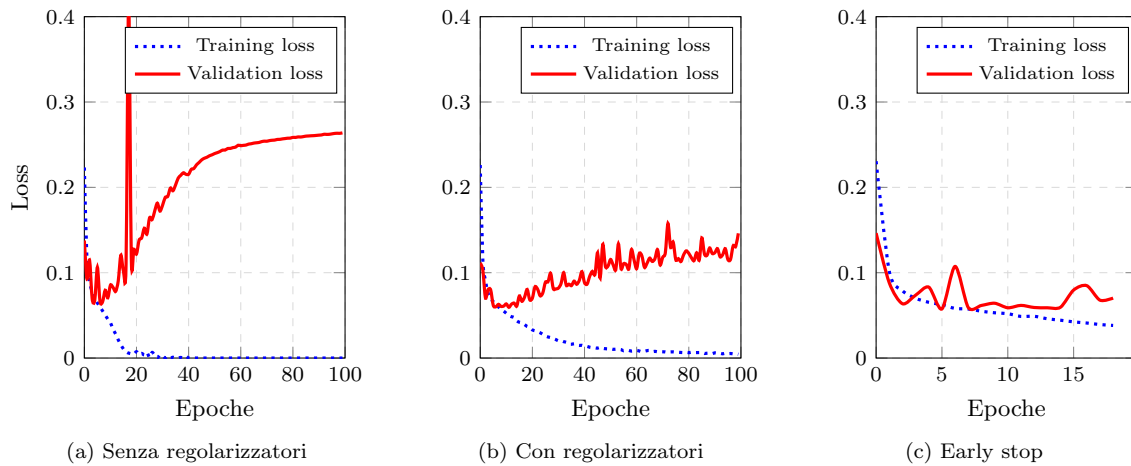 Loss
0.4
0.3
0.2
0.1
0
0 20 40 60 80 100
Epoche
Training loss
Validation loss
(a) Senza regolarizzatori
0.4
0.3
0.2
0.1
0
0 20 40 60 80 100
Epoche
Training loss
Validation loss
(b) Con regolarizzatori
0.4
0.3
0.2
0.1
0
0 5 10 15
Epoche
Training loss
Validation loss
(c) Early stop